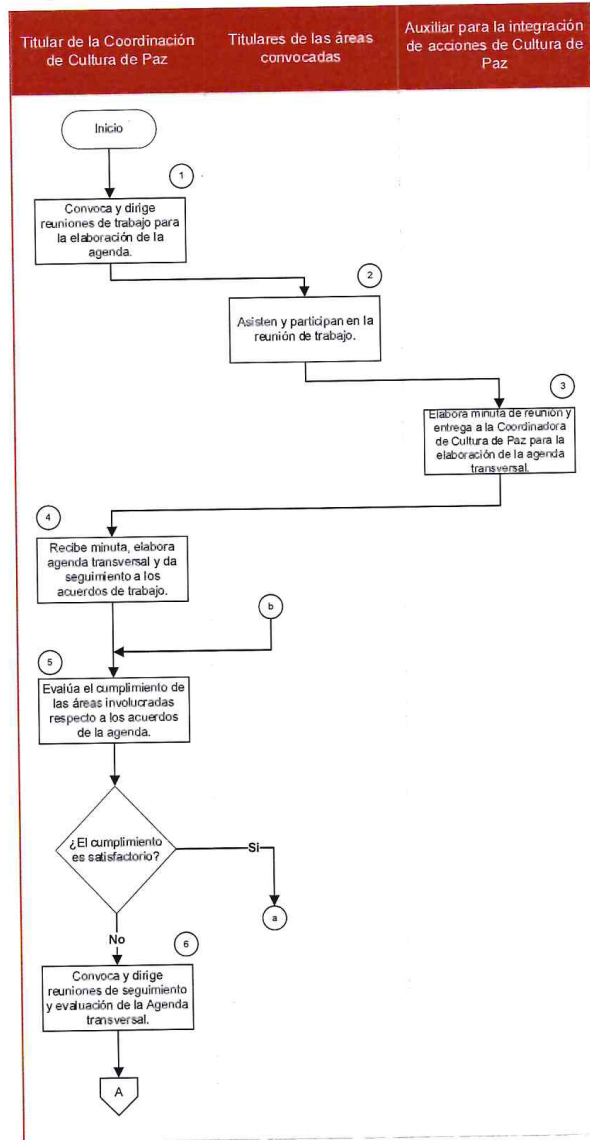 Titular de la Coordinación
de Cultura de Paz
Titulares de las áreas
convocadas
Auxiliar para la integración
de acciones de Cultura de
Paz
Inicio
1
Convoca y dirige
reuniones de trabajo para
la elaboración de la
agenda.
2
Asisten y participan en la
reunión de trabajo.
3
Elabora minuta de reunión y
entrega a la Coordinadora
de Cultura de Paz para la
elaboración de la agenda
transversal.
4
Recibe minuta, elabora
agenda transversal y da
seguimiento a los
acuerdos de trabajo.
b
5
Evalúa el cumplimiento de
las áreas involucradas
respecto a los acuerdos
de la agenda.
¿El cumplimiento
es satisfactorio?
Si
a
No
6
Convoca y dirige
reuniones de seguimiento
y evaluación de la Agenda
transversal.
A